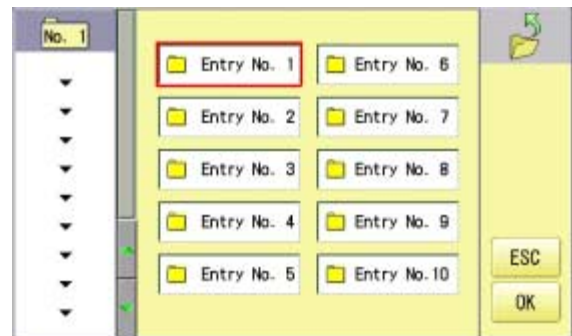 No. 1
Entry No. 1
Entry No. 2
Entry No. 3
Entry No. 4
Entry No. 5
Entry No. 6
Entry No. 7
Entry No. 8
Entry No. 9
Entry No.10
ESC
OK